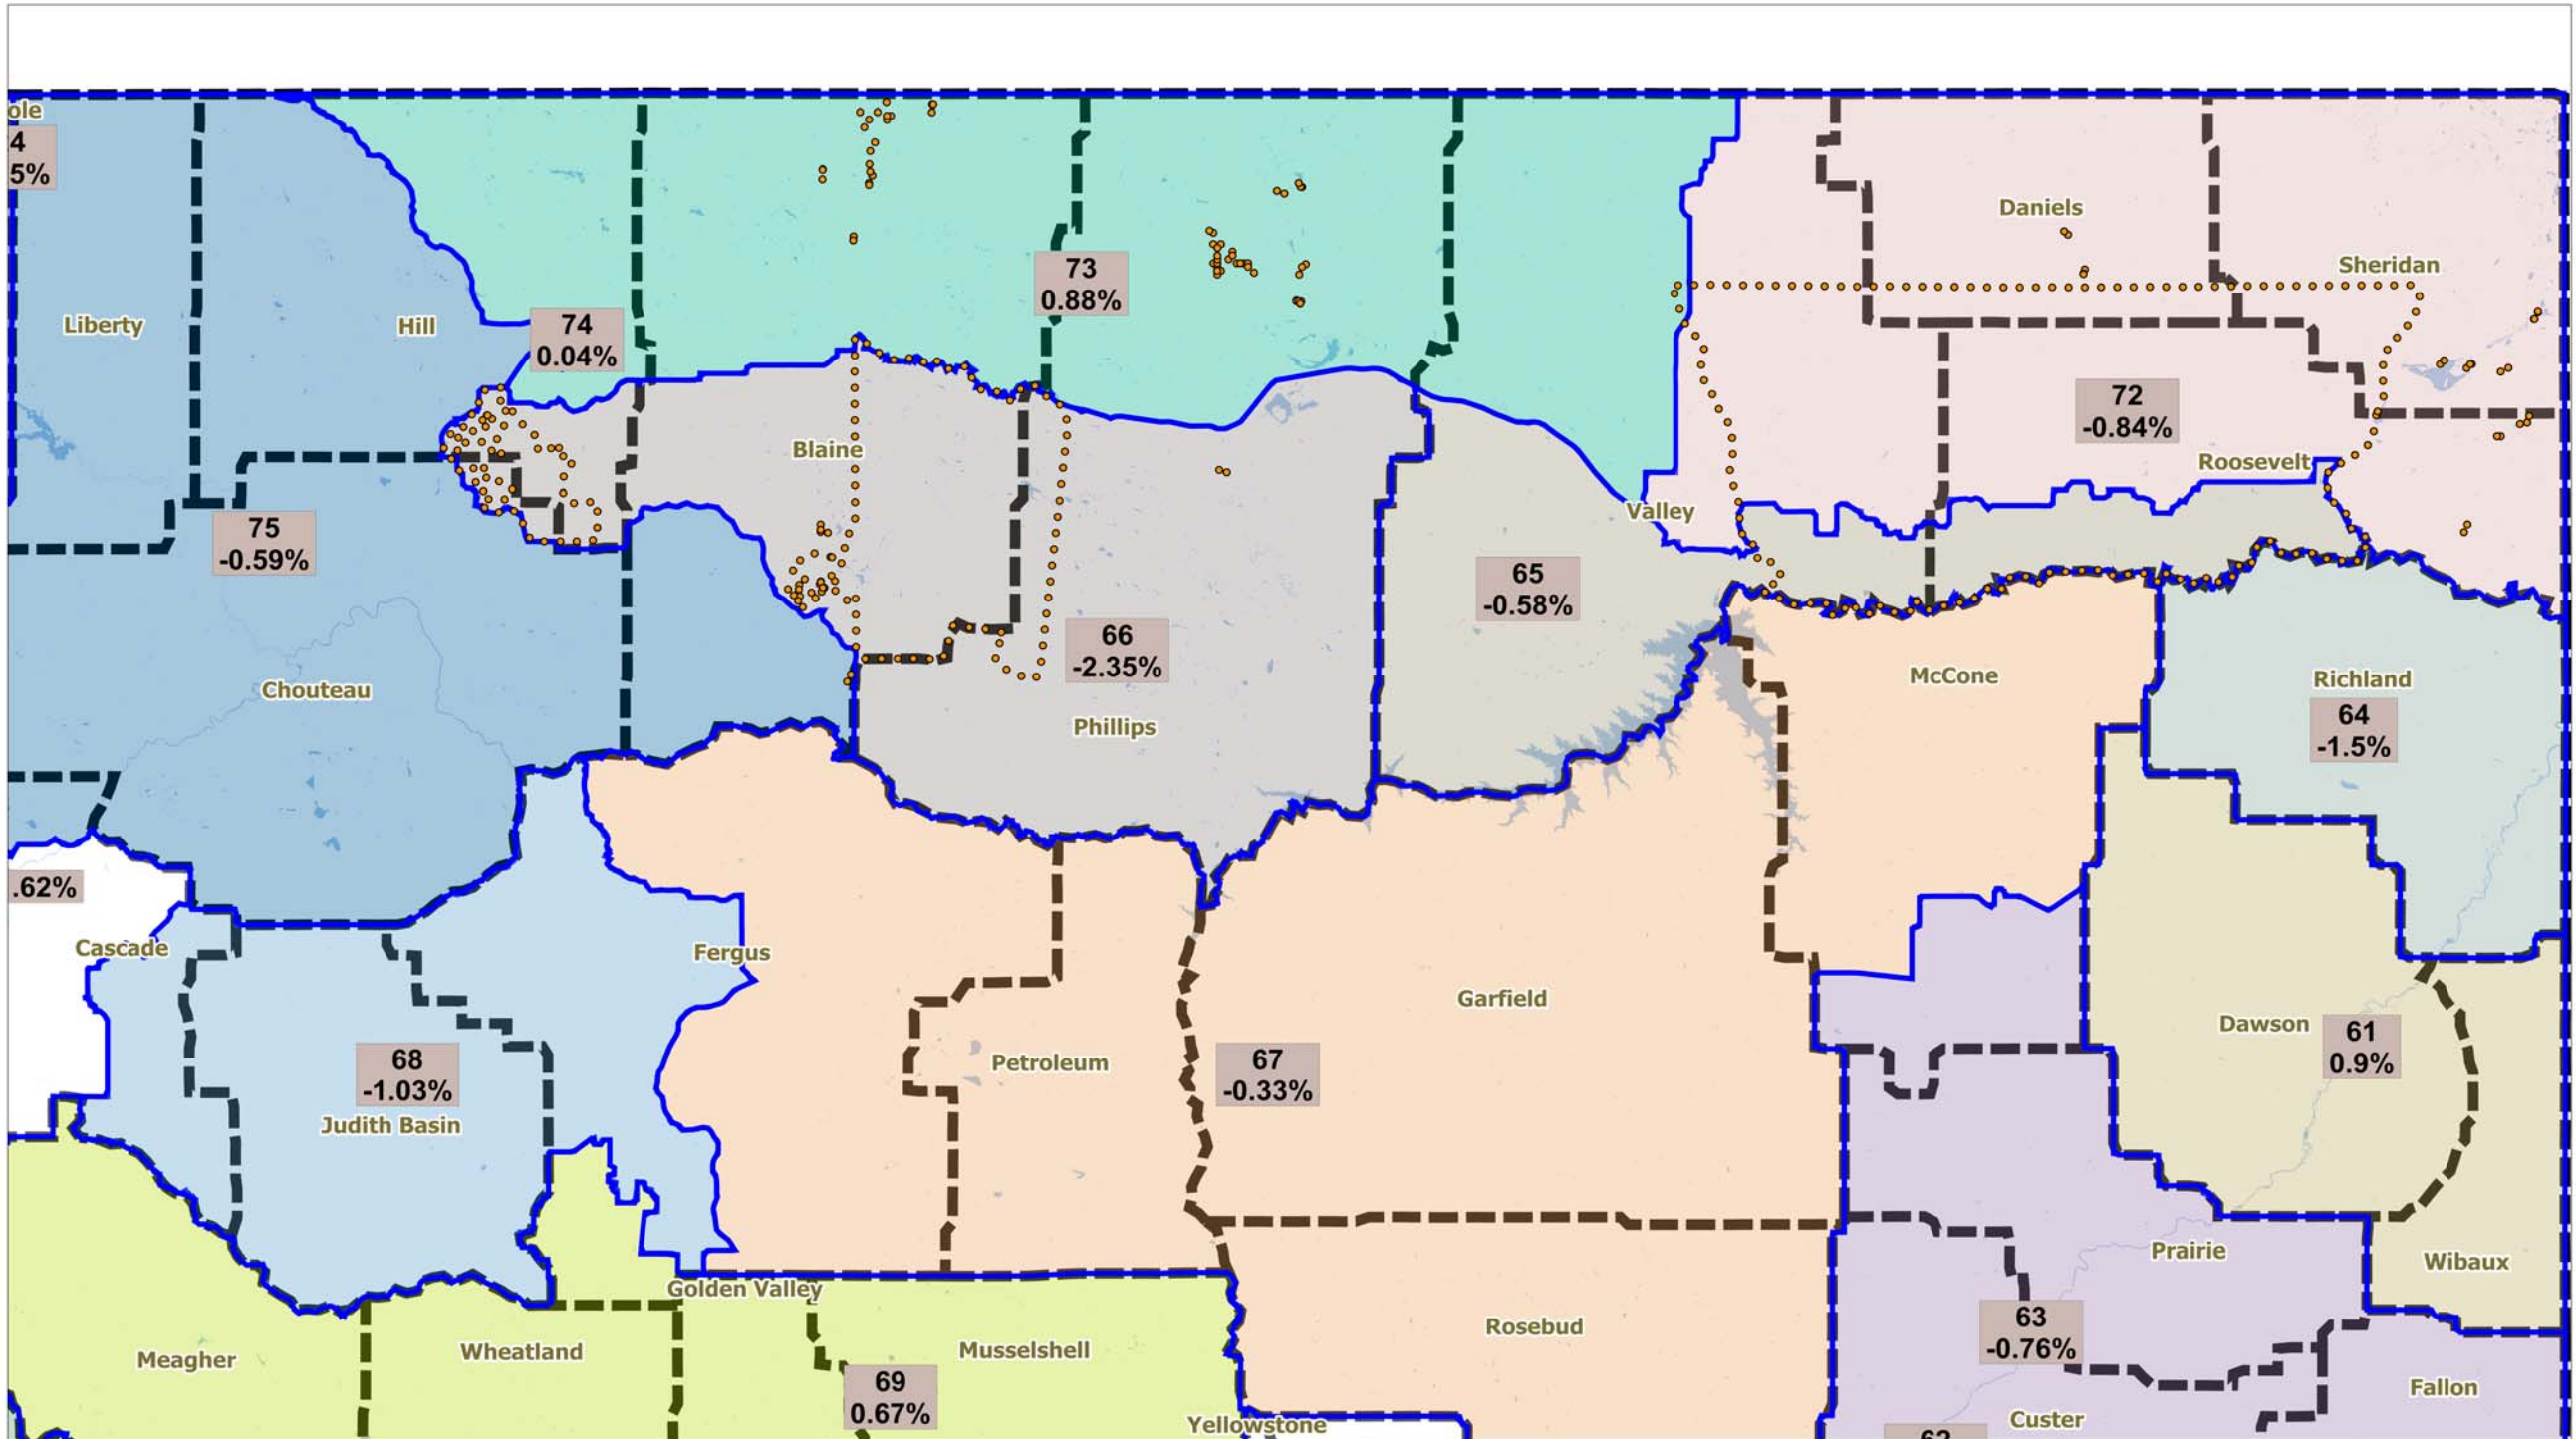 ole
4
5%
Daniels
Sheridan
73
0.88%
74
0.04%
Liberty
Hill
72
-0.84%
Blaine
Roosevelt
Valley
75
-0.59%
65
-0.58%
66
-2.35%
McCone
Richland
64
-1.5%
Chouteau
Phillips
.62%
Cascade
Fergus
Garfield
Dawson
61
0.9%
68
-1.03%
Judith Basin
Petroleum
67
-0.33%
Prairie
Wibaux
Golden Valley
63
-0.76%
Rosebud
Meagher
Wheatland
Musselshell
69
0.67%
Fallon
Yellowstone
Custer